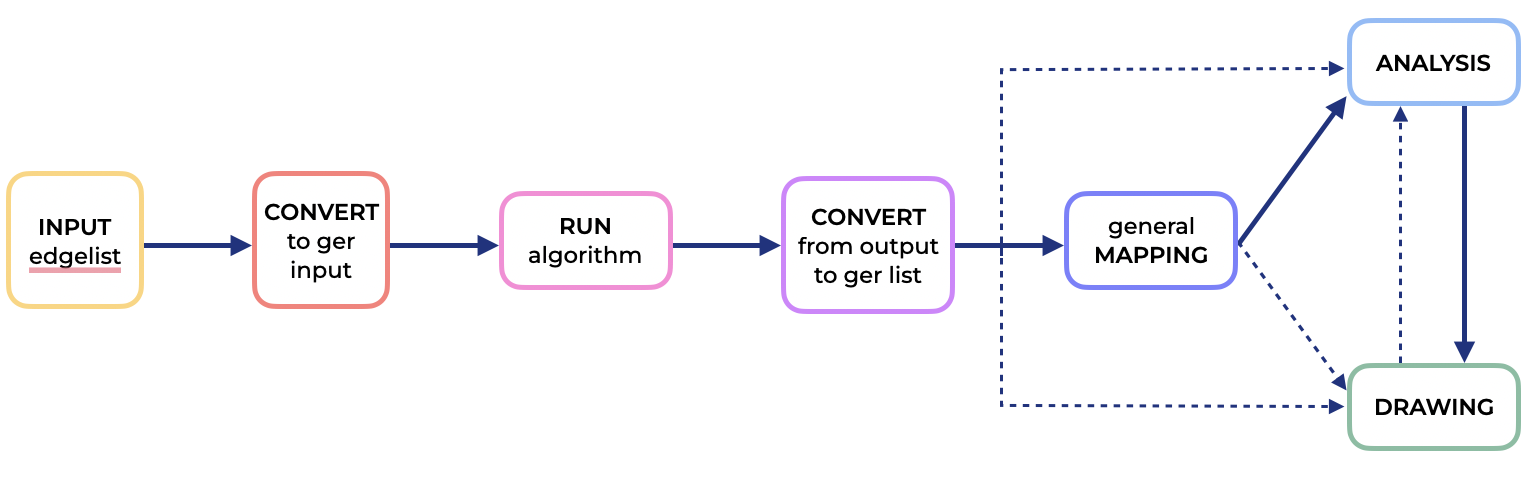 INPUT
edgelist
CONVERT
to ger
input
RUN
algorithm
CONVERT
from output
to ger list
general
MAPPING
ANALYSIS
DRAWING